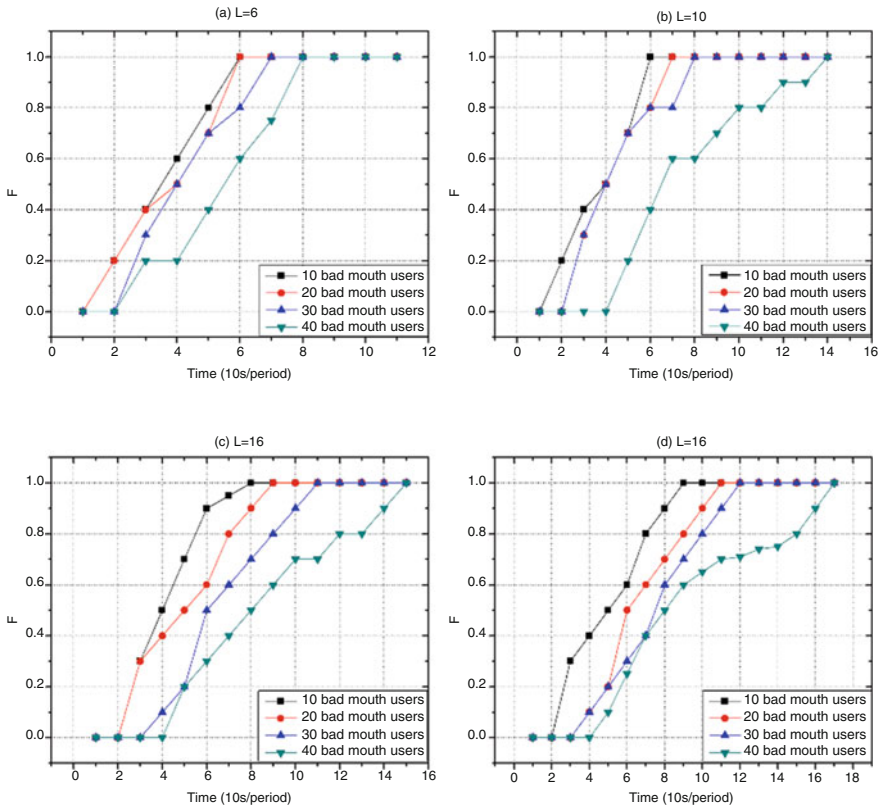 (a) L=6
1.0
0.8
0.6
0.4
0.2
0.0
F
0 2 4 6 8 10 12
Time (10s/period)
10 bad mouth users
20 bad mouth users
30 bad mouth users
40 bad mouth users
(b) L=10
1.0
0.8
0.6
0.4
0.2
0.0
F
0 2 4 6 8 10 12 14 16
Time (10s/period)
10 bad mouth users
20 bad mouth users
30 bad mouth users
40 bad mouth users
(c) L=16
1.0
0.8
0.6
0.4
0.2
0.0
F
0 2 4 6 8 10 12 14 16
Time (10s/period)
10 bad mouth users
20 bad mouth users
30 bad mouth users
40 bad mouth users
(d) L=16
1.0
0.8
0.6
0.4
0.2
0.0
F
0 2 4 6 8 10 12 14 16 18
Time (10s/period)
10 bad mouth users
20 bad mouth users
30 bad mouth users
40 bad mouth users